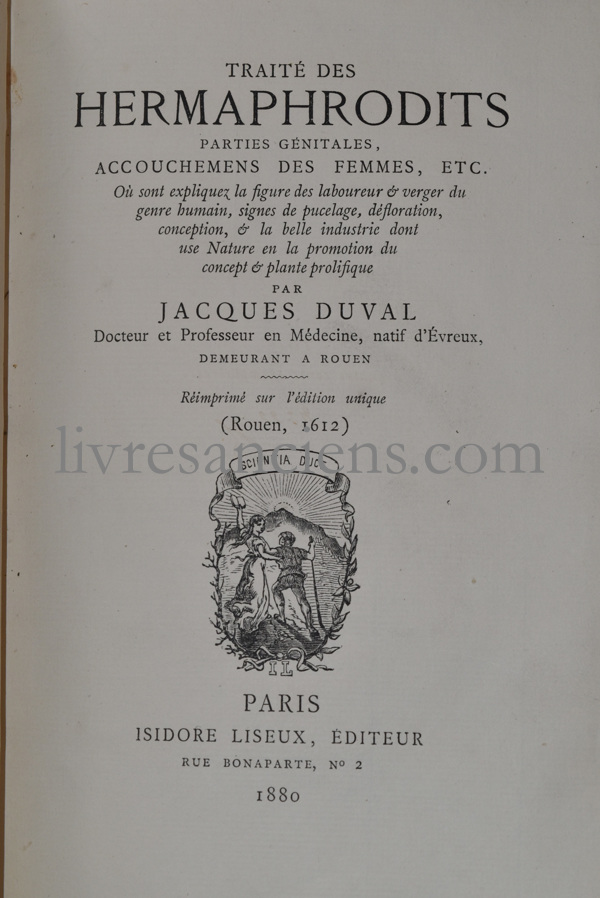 TRAITÉ DES
HERMAPHRODITS
PARTIES GÉNITALES,
ACCOUCHEMENS DES FEMMES, ETC.
Où sont expliquez la figure des laboureur & verger du
genre humain, signes de pucelage, défloration,
conception, & la belle industrie dont
use Nature en la promotion du
concept & plante prolifique
PAR
JACQUES DUVAL
Docteur et Professeur en Médecine, natif d'Évreux,
DEMEURANT A ROUEN
Réimprimé sur l'édition unique
(Rouen, 1612)
livresanciens.com
SCIENTIA DUCE
IL
PARIS
ISIDORE LISEUX, ÉDITEUR
RUE BONAPARTE, Nº 2
1880